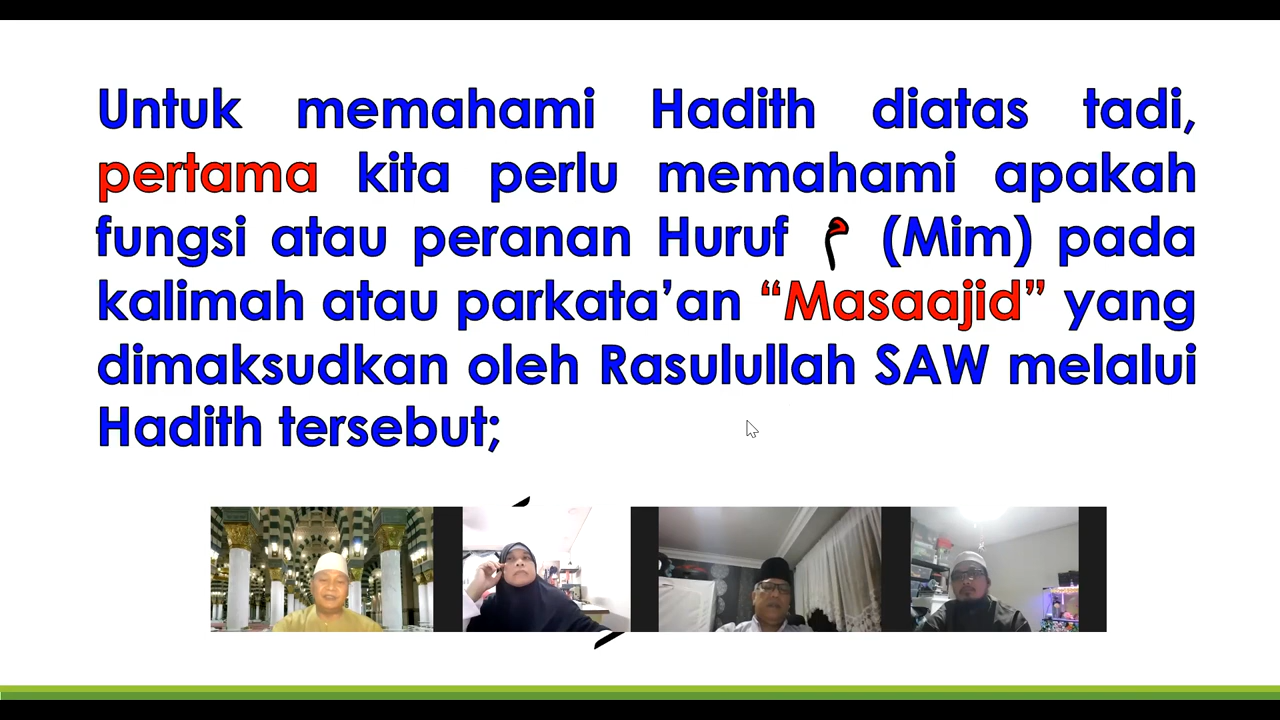 Untuk memahami Hadith diatas tadi,
pertama kita perlu memahami apakah
fungsi atau peranan Huruf م (Mim) pada
kalimah atau parkata’an “Masaajid” yang
dimaksudkan oleh Rasulullah SAW melalui
Hadith tersebut;